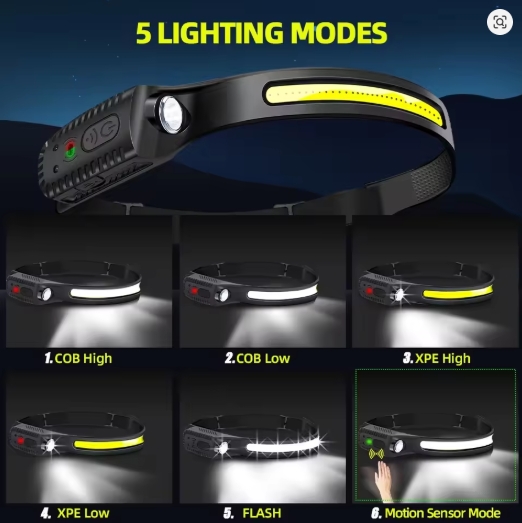 5 LIGHTING MODES
1. COB High
2. COB Low
3. XPE High
4. XPE Low
5. FLASH
6. Motion Sensor Mode